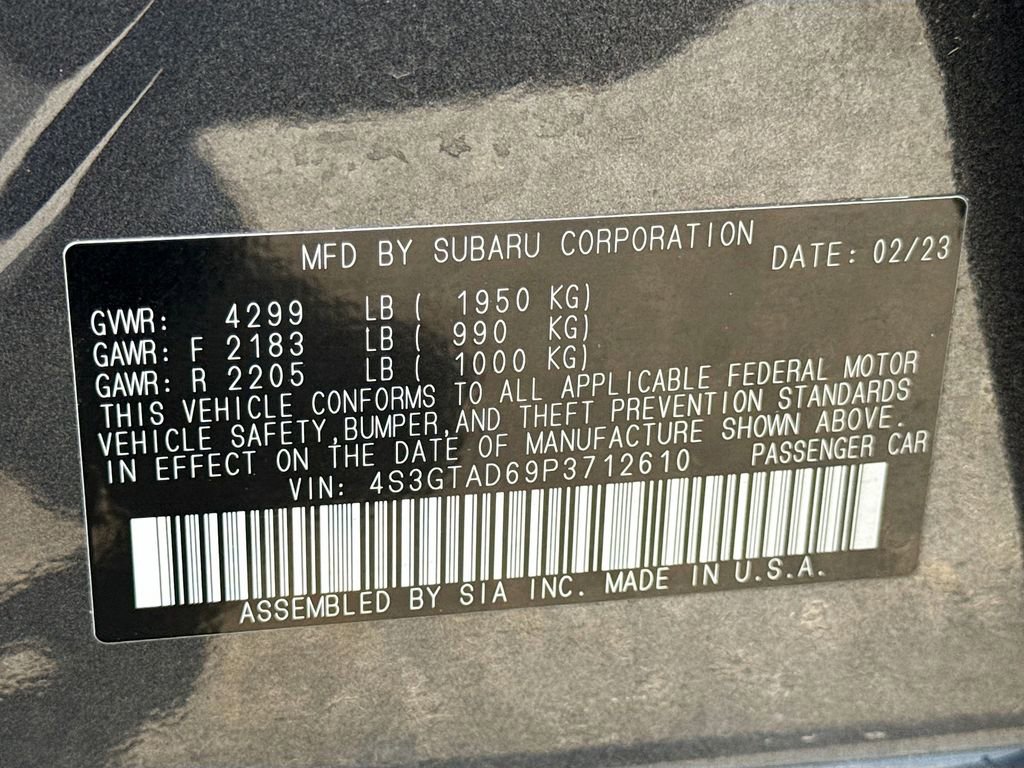 MFD BY SUBARU CORPORATION DATE: 02/23
GVWR: 4299 LB ( 1950 KG)
GAWR: F 2183 LB ( 990 KG)
GAWR: R 2205 LB ( 1000 KG)
THIS VEHICLE CONFORMS TO ALL APPLICABLE FEDERAL MOTOR
VEHICLE SAFETY,BUMPER,AND THEFT PREVENTION STANDARDS
IN EFFECT ON THE DATE OF MANUFACTURE SHOWN ABOVE.
VIN: 4S3GTAD69P3712610 PASSENGER CAR
ASSEMBLED BY SIA INC. MADE IN U.S.A.